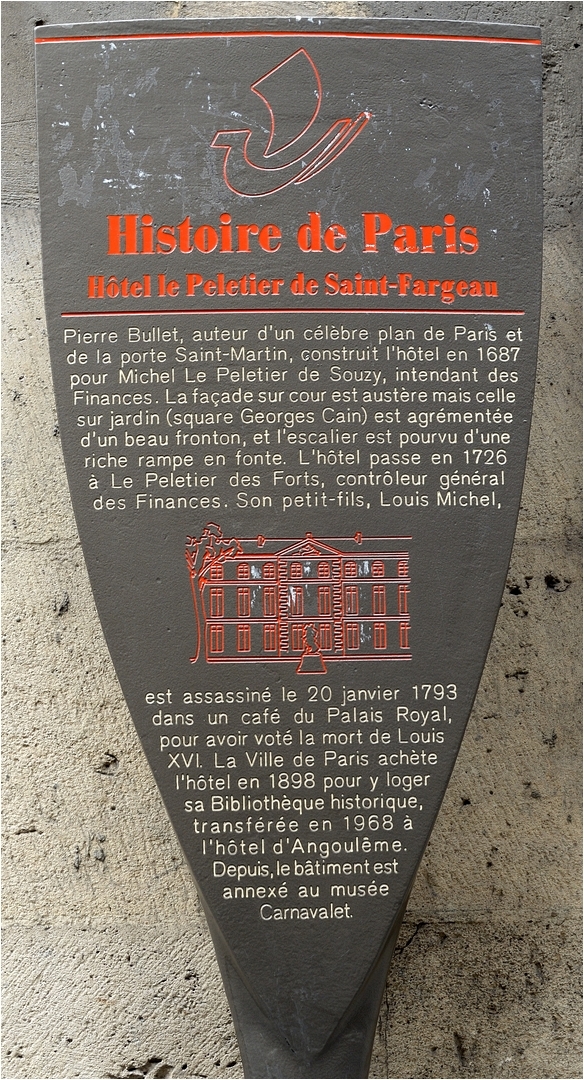 Histoire de Paris
Hôtel le Peletier de Saint-Fargeau
Pierre Bullet, auteur d'un célèbre plan de Paris et
de la porte Saint-Martin, construit l'hôtel en 1687
pour Michel Le Peletier de Souzy, intendant des
Finances. La façade sur cour est austère mais celle
sur jardin (square Georges Cain) est agrémentée
d'un beau fronton, et l'escalier est pourvu d'une
riche rampe en fonte. L'hôtel passe en 1726
à Le Peletier des Forts, contrôleur général
des Finances. Son petit-fils, Louis Michel,
est assassiné le 20 janvier 1793
dans un café du Palais Royal,
pour avoir voté la mort de Louis
XVI. La Ville de Paris achète
l'hôtel en 1898 pour y loger
sa Bibliothèque historique,
transférée en 1968 à
l'hôtel d'Angoulême.
Depuis, le bâtiment est
annexé au musée
Carnavalet.